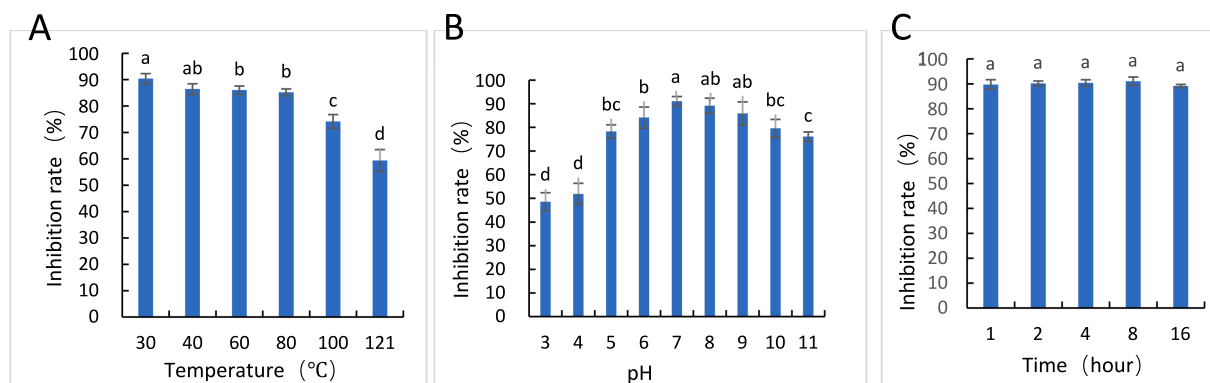 A
Inhibition rate（%）
100
90
80
70
60
50
40
30
20
10
0
a
ab
b
b
c
d
30 40 60 80 100 121
Temperature（℃）
B
Inhibition rate（%）
100
90
80
70
60
50
40
30
20
10
0
d
d
bc
b
a
ab
ab
bc
c
3 4 5 6 7 8 9 10 11
pH
C
Inhibition rate（%）
100
90
80
70
60
50
40
30
20
10
0
a a a a a
1 2 4 8 16
Time（hour）